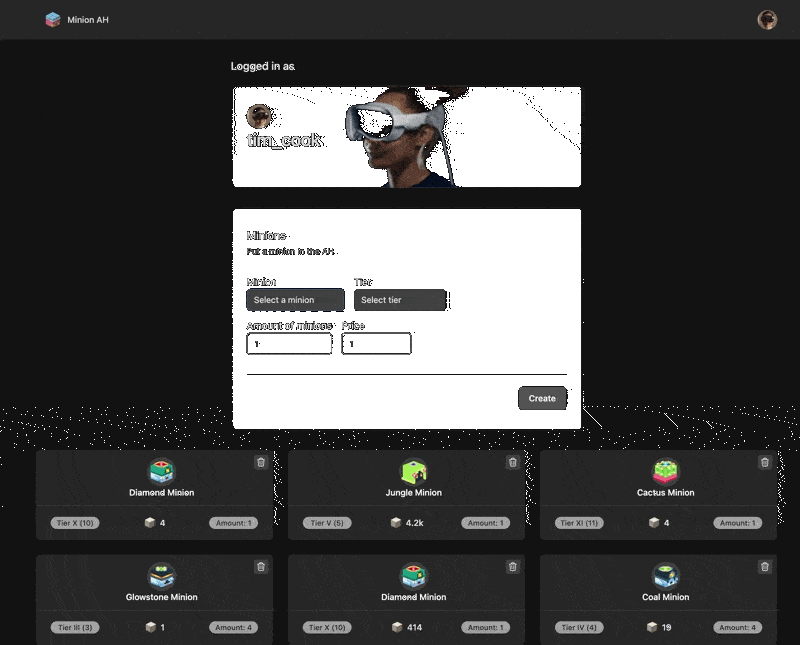 Minion AH
Logged in as
tim_cook
Minions
Put a minion in the AH.
Minion
Tier
Select a minion
Select tier
Amount of minions
Price
1
1
Create
Diamond Minion
Tier X (10)
4
Amount: 1
Jungle Minion
Tier V (5)
4.2k
Amount: 1
Cactus Minion
Tier XI (11)
4
Amount: 1
Glowstone Minion
Tier III (3)
1
Amount: 4
Diamond Minion
Tier X (10)
414
Amount: 1
Coal Minion
Tier IV (4)
19
Amount: 4